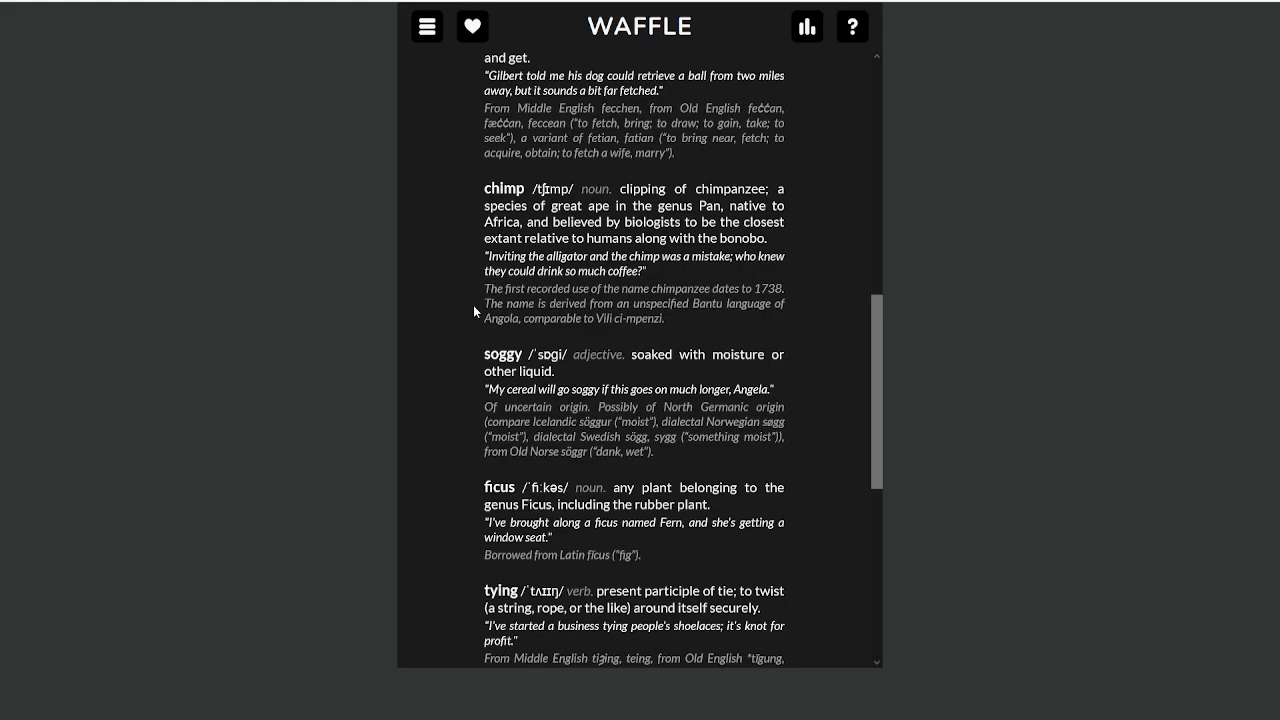 WAFFLE
and get.
"Gilbert told me his dog could retrieve a ball from two miles
away, but it sounds a bit far fetched."
From Middle English fecchen, from Old English feċċan,
fæċċan, feccean (“to fetch, bring; to draw; to gain, take; to
seek”), a variant of fetian, fatian (“to bring near, fetch; to
acquire, obtain; to fetch a wife, marry”).
chimp /tʃɪmp/ noun. clipping of chimpanzee; a
species of great ape in the genus Pan, native to
Africa, and believed by biologists to be the closest
extant relative to humans along with the bonobo.
"Inviting the alligator and the chimp was a mistake; who knew
they could drink so much coffee?"
The first recorded use of the name chimpanzee dates to 1738.
The name is derived from an unspecified Bantu language of
Angola, comparable to Vili ci-mpenzi.
soggy /ˈsɒɡi/ adjective. soaked with moisture or
other liquid.
"My cereal will go soggy if this goes on much longer, Angela."
Of uncertain origin. Possibly of North Germanic origin
(compare Icelandic söggur (“moist”), dialectal Norwegian søgg
(“moist”), dialectal Swedish sögg, sygg (“something moist”)),
from Old Norse söggr (“dank, wet”).
ficus /ˈfiːkəs/ noun. any plant belonging to the
genus Ficus, including the rubber plant.
"I've brought along a ficus named Fern, and she's getting a
window seat."
Borrowed from Latin fīcus (“fig”).
tying /ˈtʌɪɪŋ/ verb. present participle of tie; to twist
(a string, rope, or the like) around itself securely.
"I've started a business tying people's shoelaces; it's knot for
profit."
From Middle English tiȝing, teing, from Old English *tīgung,